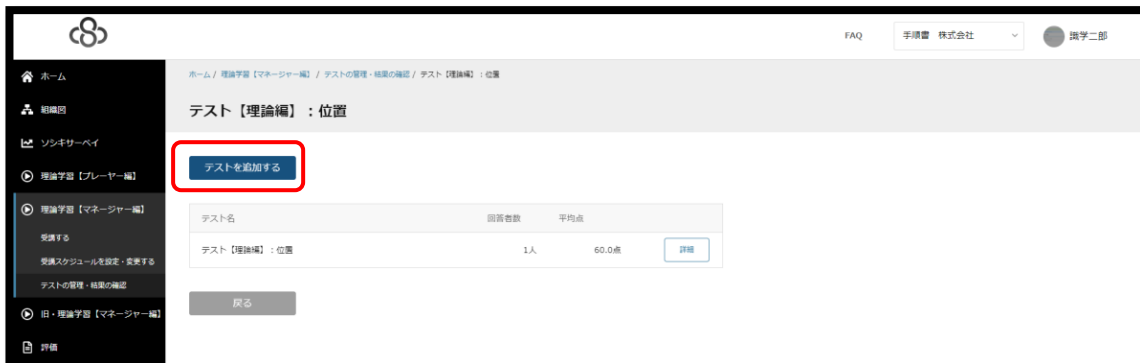 FAQ
手順書 株式会社
識学二郎
ホーム
組織図
ソシキサーベイ
理論学習【プレーヤー編】
理論学習【マネージャー編】
受講する
受講スケジュールを設定・変更する
テストの管理・結果の確認
旧・理論学習【マネージャー編】
評価
ホーム / 理論学習【マネージャー編】 / テストの管理・結果の確認 / テスト【理論編】：位置
テスト【理論編】：位置
テストを追加する
テスト名 回答者数 平均点
テスト【理論編】：位置 1人 60.0点 詳細
戻る